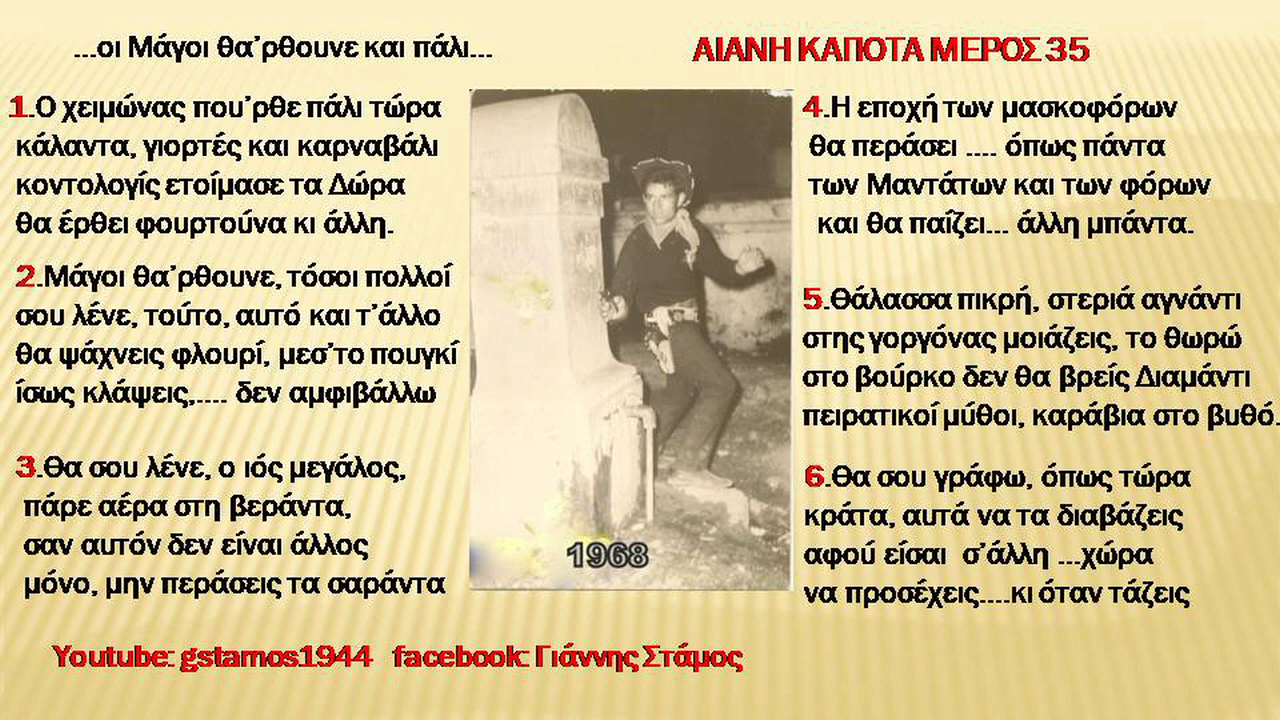 ...οι Μάγοι θα'ρθουνε και πάλι...
ΑΙΑΝΗ ΚΑΠΟΤΑ ΜΕΡΟΣ 35
1.Ο χειμώνας που'ρθε πάλι τώρα
κάλαντα, γιορτές και καρναβάλι
κοντολογίς ετοίμασε τα Δώρα
θα έρθει φουρτούνα κι άλλη.
2.Μάγοι θα'ρθουνε, τόσοι πολλοί
σου λένε, τούτο, αυτό και τ'άλλο
θα ψάχνεις φλουρί, μεσ'το πουγκί
ίσως κλάψεις,.... δεν αμφιβάλλω
3.Θα σου λένε, ο ιός μεγάλος,
πάρε αέρα στη βεράντα,
σαν αυτόν δεν είναι άλλος
μόνο, μην περάσεις τα σαράντα
1968
4.Η εποχή των μασκοφόρων
θα περάσει .... όπως πάντα
των Μαντάτων και των φόρων
και θα παίζει... άλλη μπάντα.
5.Θάλασσα πικρή, στεριά αγνάντι
στης γοργόνας μοιάζεις, το θωρώ
στο βούρκο δεν θα βρείς Διαμάντι
πειρατικοί μύθοι, καράβια στο βυθό.
6.Θα σου γράφω, όπως τώρα
κράτα, αυτά να τα διαβάζεις
αφού είσαι σ'άλλη ...χώρα
να προσέχεις....κι όταν τάζεις
Youtube: gstamos1944 facebook: Γιάννης Στάμος